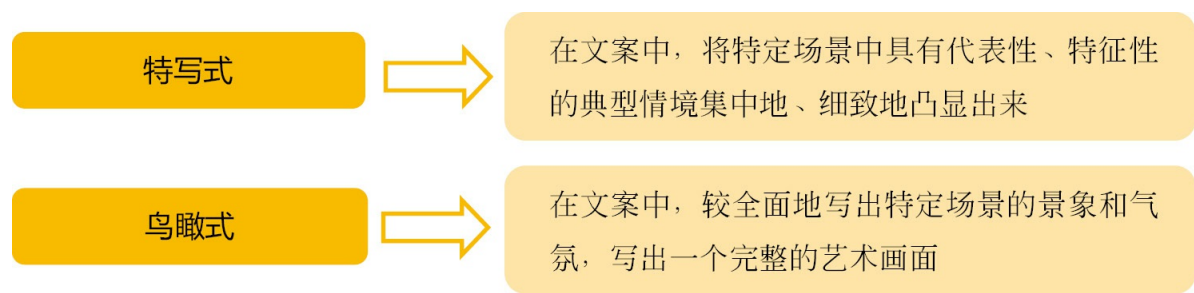 特写式
在文案中，将特定场景中具有代表性、特征性
的典型情境集中地、细致地凸显出来
鸟瞰式
在文案中，较全面地写出特定场景的景象和气
氛，写出一个完整的艺术画面